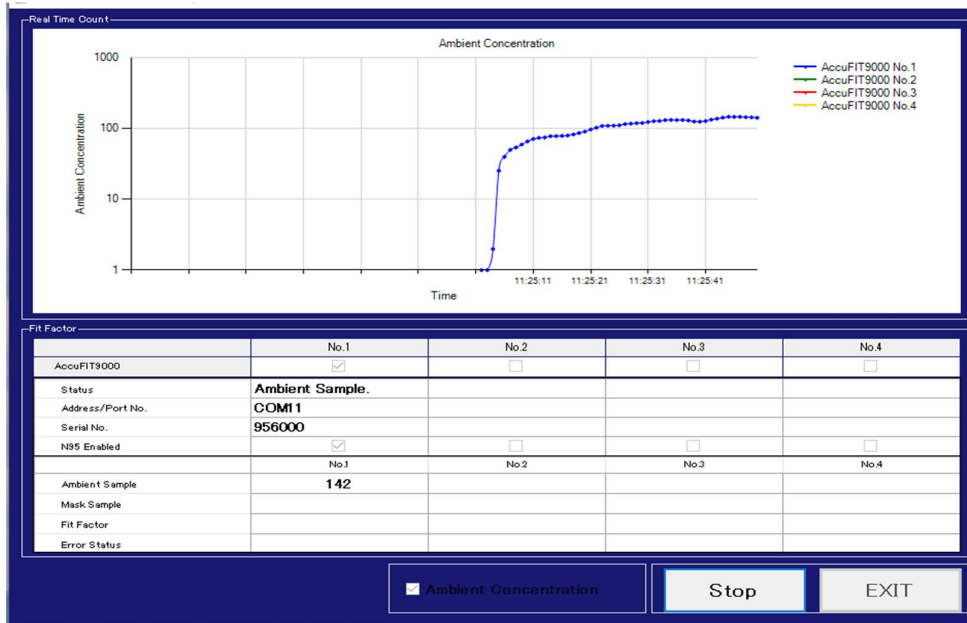 Real Time Count
Ambient Concentration
1000
100
10
1
Ambient Concentration
11:25:11 11:25:21 11:25:31 11:25:41
Time
AccuFIT9000 No.1
AccuFIT9000 No.2
AccuFIT9000 No.3
AccuFIT9000 No.4
Fit Factor
No.1 No.2 No.3 No.4
AccuFIT9000
Status Ambient Sample.
Address/Port No. COM11
Serial No. 956000
N95 Enabled
No.1 No.2 No.3 No.4
Ambient Sample 142
Mask Sample
Fit Factor
Error Status
Ambient Concentration
Stop
EXIT